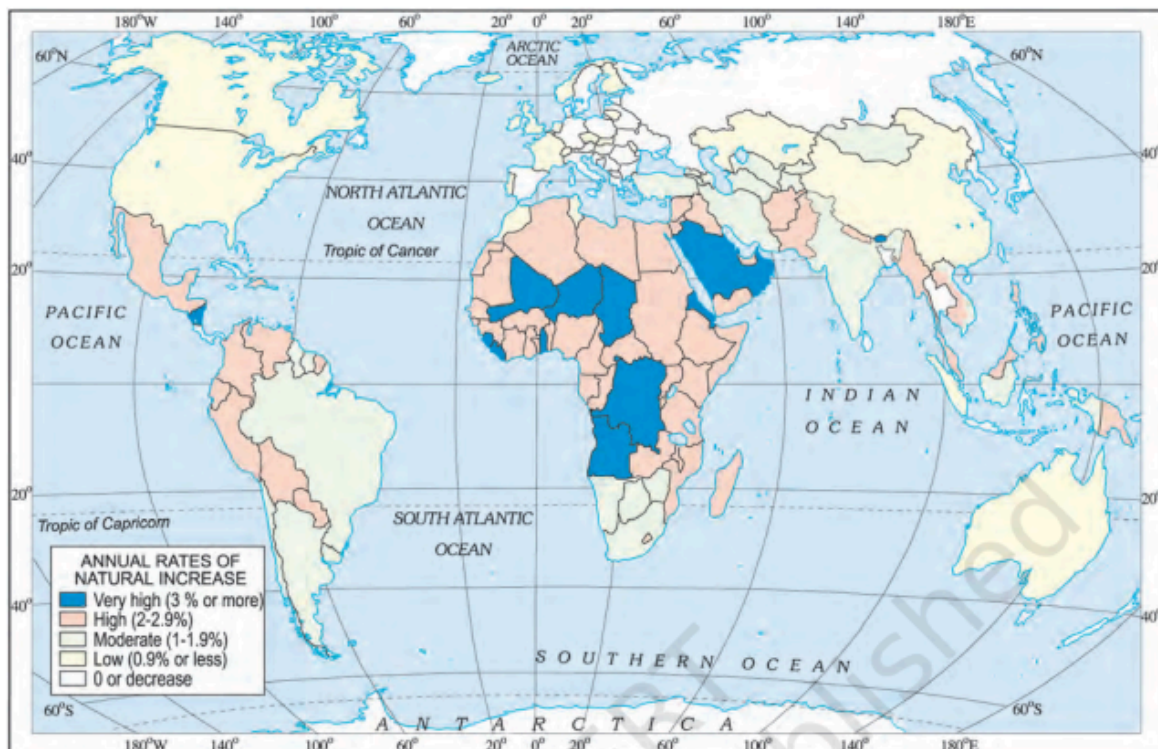 180°W 140° 100° 60° 20° 0° 20° 60° 100° 140° 180°E
60°N
ARCTIC
OCEAN
60°N
40°
40°
NORTH ATLANTIC
OCEAN
Tropic of Cancer
20°
20°
PACIFIC
OCEAN
PACIFIC
OCEAN
INDIAN
OCEAN
20°
20°
Tropic of Capricorn
SOUTH ATLANTIC
OCEAN
ANNUAL RATES OF
NATURAL INCREASE
Very high (3 % or more)
High (2-2.9%)
Moderate (1-1.9%)
Low (0.9% or less)
0 or decrease
40°
40°
SOUTHERN OCEAN
60°S
60°S
ANTARCTICA
180°W 140° 100° 60° 20° 0° 20° 60° 100° 140° 180°E